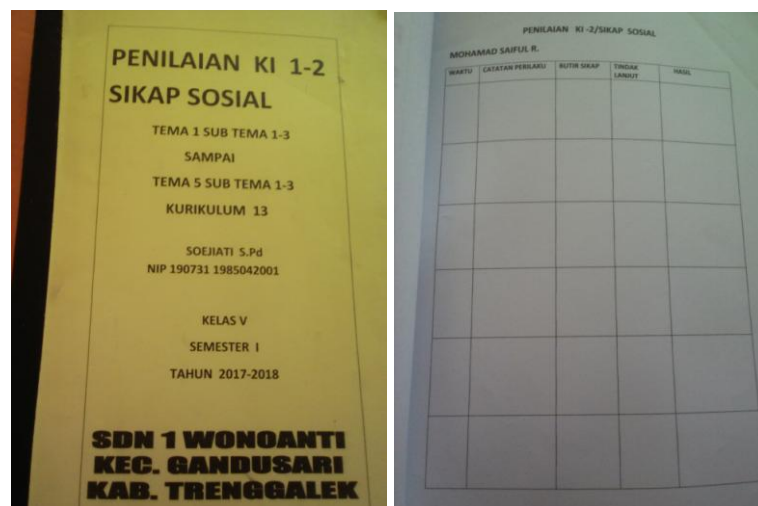 PENILAIAN KI 1-2
SIKAP SOSIAL
TEMA 1 SUB TEMA 1-3
SAMPAI
TEMA 5 SUB TEMA 1-3
KURIKULUM 13
SOEJIATI S.Pd
NIP 190731 1985042001
KELAS V
SEMESTER I
TAHUN 2017-2018
SDN 1 WONOANTI
KEC. GANDUSARI
KAB. TRENGGALEK
PENILAIAN KI -2/SIKAP SOSIAL
MOHAMAD SAIFUL R.
WAKTU CATATAN PERILAKU BUTIR SIKAP TINDAK LANJUT HASIL